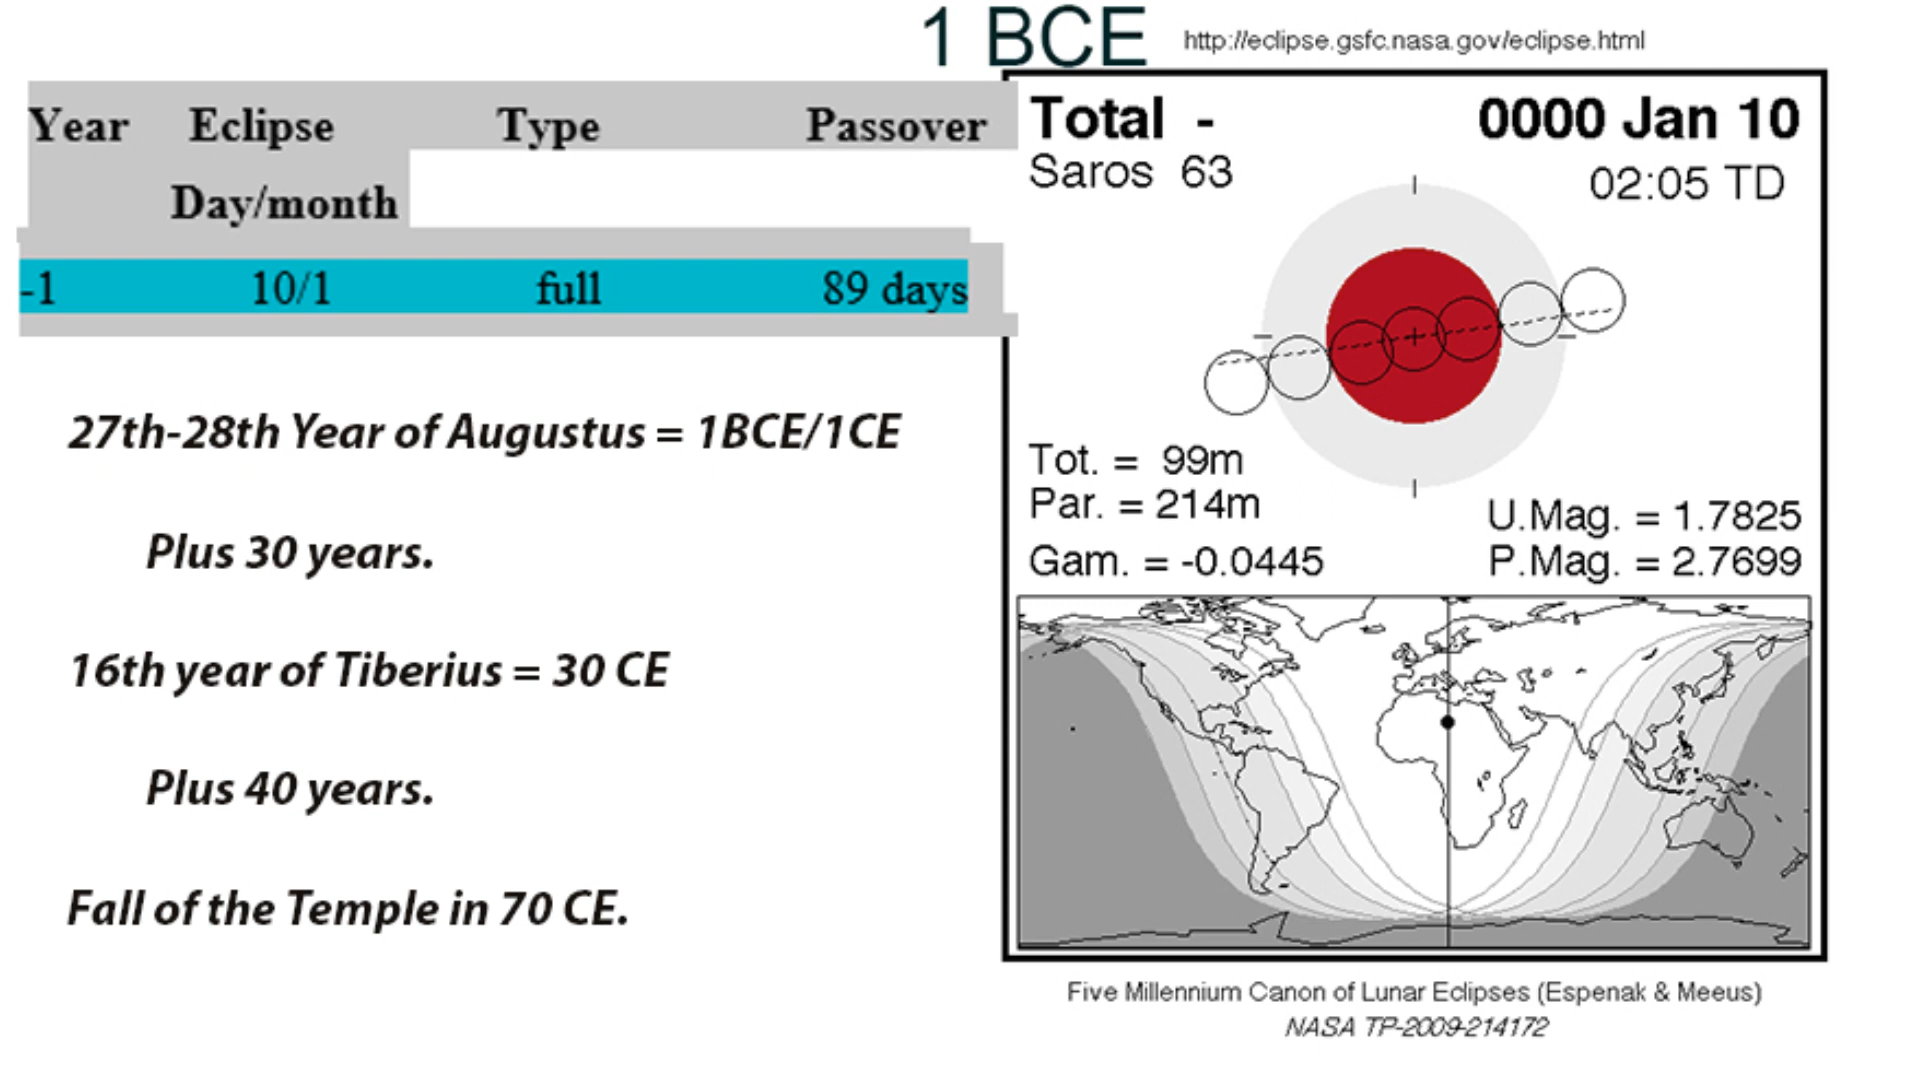 1 BCE
http://eclipse.gsfc.nasa.gov/eclipse.html
Year Eclipse Type Passover
Day/month
-1 10/1 full 89 days
27th-28th Year of Augustus = 1BCE/1CE
Plus 30 years.
16th year of Tiberius = 30 CE
Plus 40 years.
Fall of the Temple in 70 CE.
Total - 0000 Jan 10
Saros 63 02:05 TD
Tot. = 99m
Par. = 214m U.Mag. = 1.7825
Gam. = -0.0445 P.Mag. = 2.7699
Five Millennium Canon of Lunar Eclipses (Espenak & Meeus)
NASA TP-2009-214172